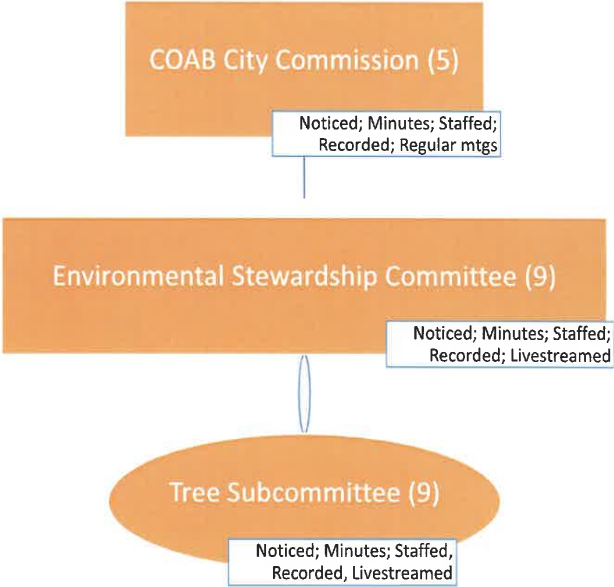 COAB City Commission (5)
Noticed; Minutes; Staffed;
Recorded; Regular mtgs
Environmental Stewardship Committee (9)
Noticed; Minutes; Staffed;
Recorded; Livestreamed
Tree Subcommittee (9)
Noticed; Minutes; Staffed,
Recorded, Livestreamed